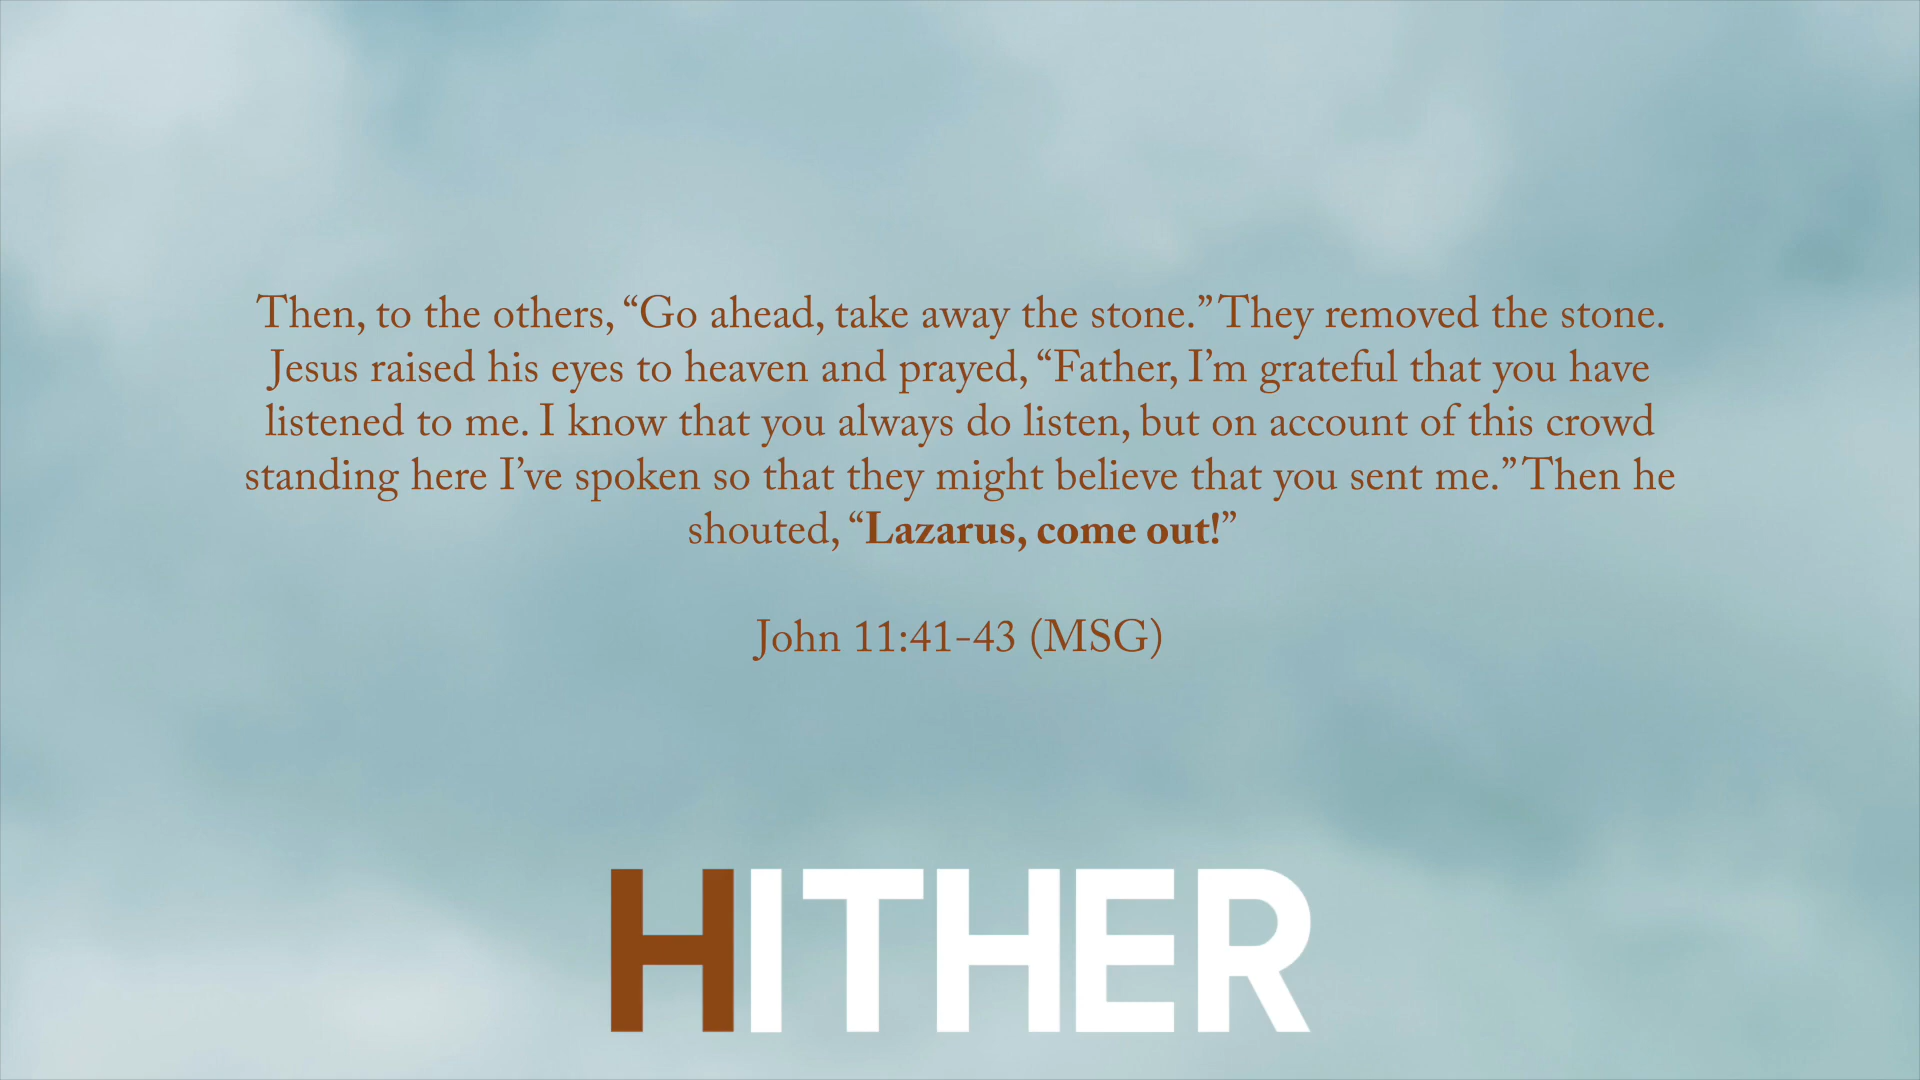 Then, to the others, “Go ahead, take away the stone.” They removed the stone.
Jesus raised his eyes to heaven and prayed, “Father, I’m grateful that you have
listened to me. I know that you always do listen, but on account of this crowd
standing here I’ve spoken so that they might believe that you sent me.” Then he
shouted, “Lazarus, come out!”
John 11:41-43 (MSG)
HITHER